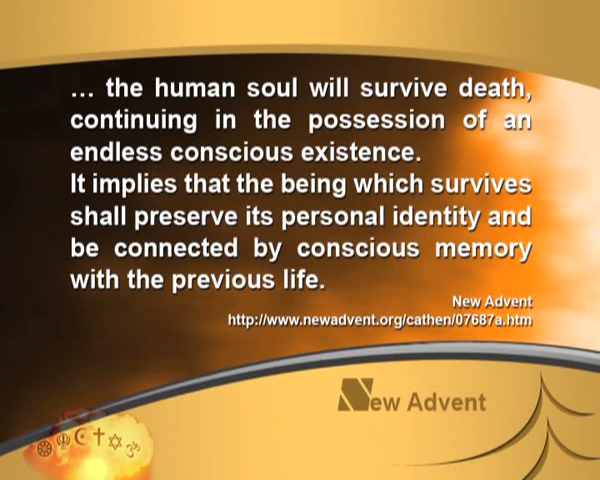 ... the human soul will survive death,
continuing in the possession of an
endless conscious existence.
It implies that the being which survives
shall preserve its personal identity and
be connected by conscious memory
with the previous life.
New Advent
http://www.newadvent.org/cathen/07687a.htm
New Advent